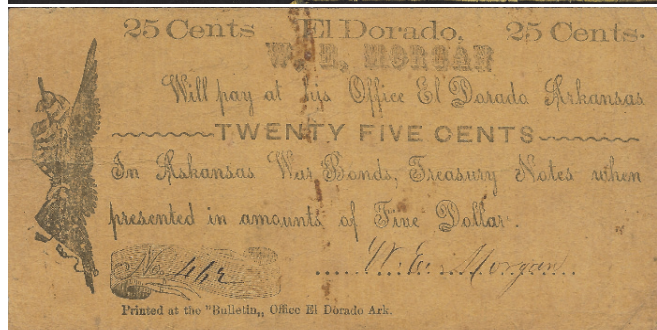 25 Cents El Dorado, 25 Cents.
W. E. MORGAN
Will pay at his Office El Dorado Arkansas
TWENTY FIVE CENTS
In Arkansas War Bonds, Treasury Notes when
presented in amounts of Five Dollar.
No. 462 W. E. Morgan
Printed at the "Bulletin,, Office El Dorado Ark.